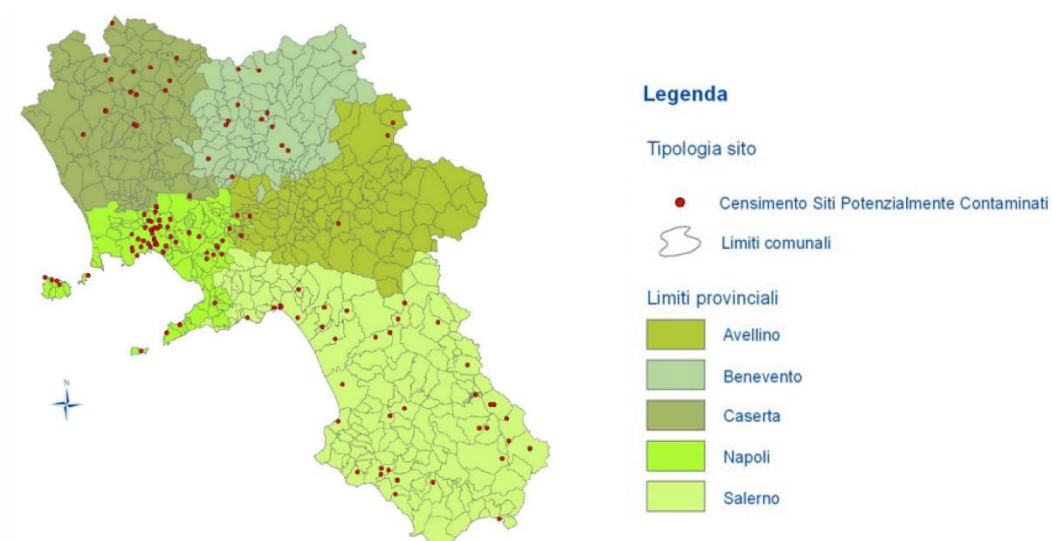 Legenda
Tipologia sito
Censimento Siti Potenzialmente Contaminati
Limiti comunali
Limiti provinciali
Avellino
Benevento
Caserta
Napoli
Salerno
N